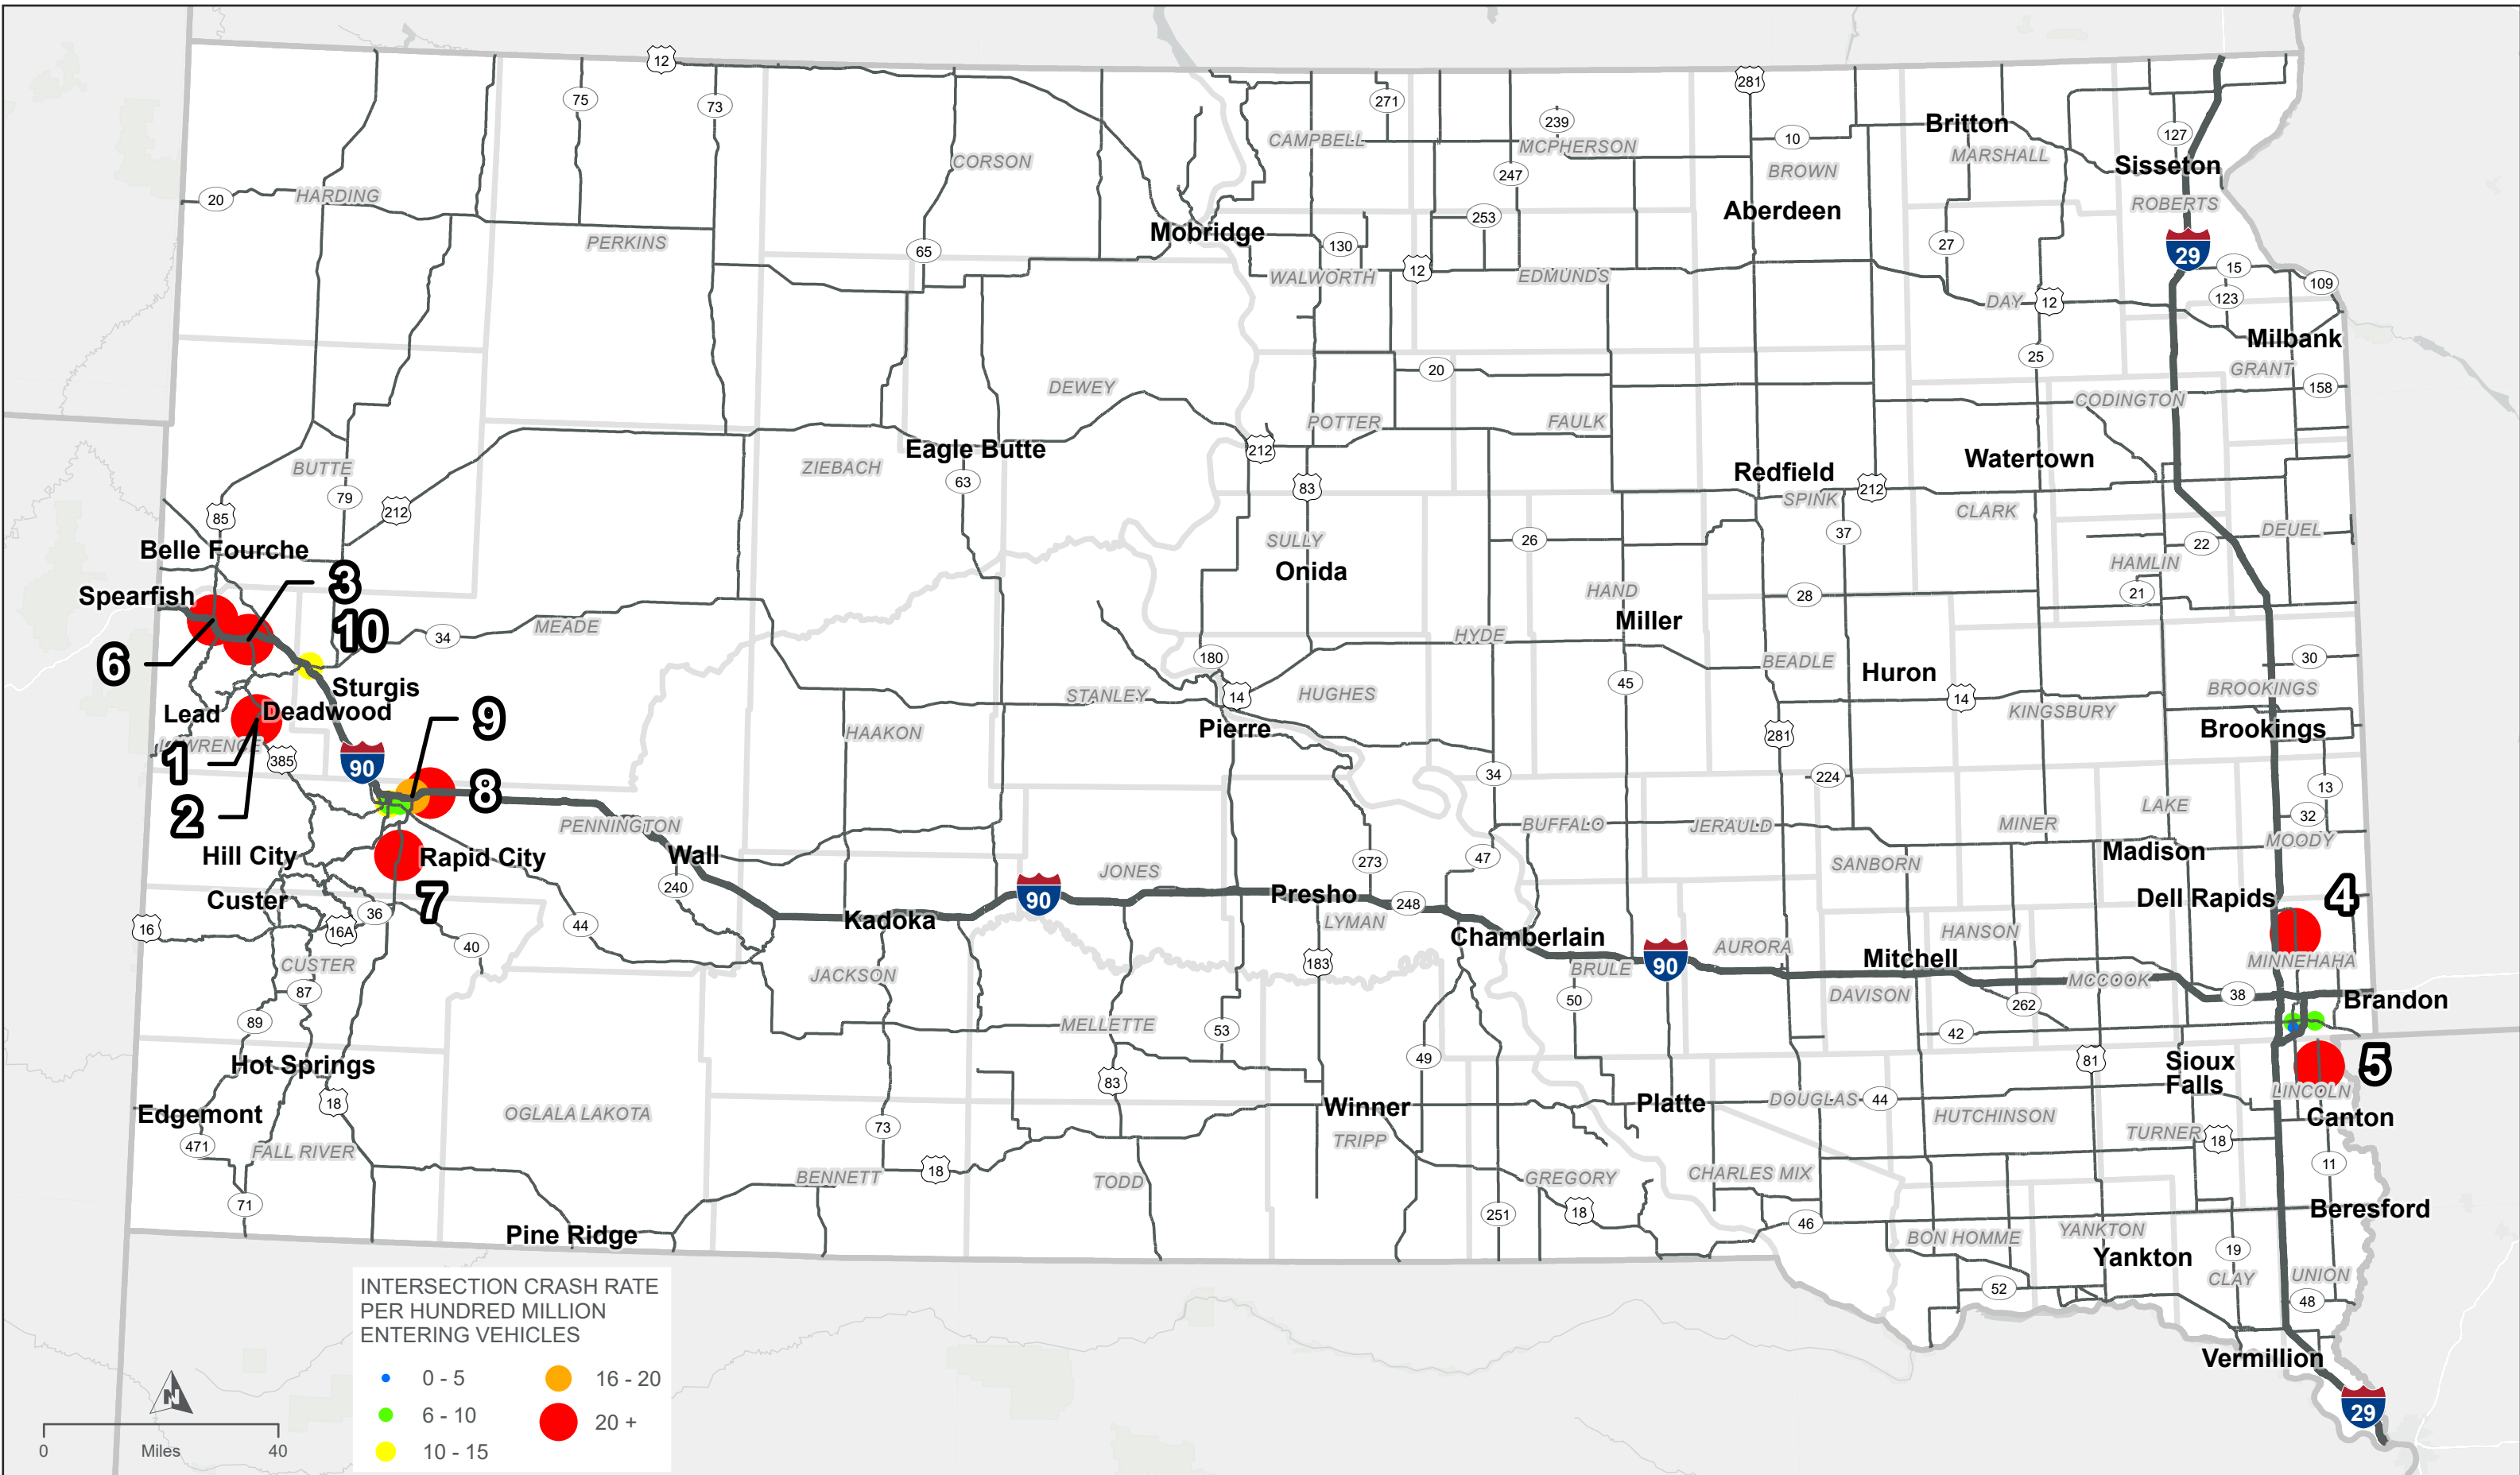 12
75
73
271
281
239
10
Britton
127
CAMPBELL
MCPHERSON
MARSHALL
Sisseton
CORSON
247
BROWN
20
HARDING
ROBERTS
Aberdeen
253
Mobridge
PERKINS
65
130
27
29
WALWORTH
12
EDMUNDS
15
109
DAY
12
123
Milbank
25
20
GRANT
158
DEWEY
CODINGTON
POTTER
FAULK
Eagle Butte
212
BUTTE
ZIEBACH
Watertown
Redfield
63
83
79
SPINK
212
212
85
CLARK
37
DEUEL
SULLY
26
22
Belle Fourche
HAMLIN
Onida
3
HAND
21
Spearfish
28
Miller
10
MEADE
34
HYDE
6
180
BEADLE
30
Huron
45
Sturgis
STANLEY
14
HUGHES
14
BROOKINGS
Lead
Deadwood
KINGSBURY
9
Pierre
Brookings
HAAKON
281
LAWRENCE
1
385
90
34
224
8
13
LAKE
2
32
PENNINGTON
BUFFALO
JERAULD
MINER
MOODY
Hill City
Rapid City
Wall
47
Madison
273
SANBORN
JONES
240
Custer
7
90
Presho
Dell Rapids
4
36
248
16
16A
44
Kadoka
LYMAN
40
Chamberlain
HANSON
AURORA
Mitchell
CUSTER
183
90
MINNEHAHA
JACKSON
BRULE
MCCOOK
87
50
DAVISON
38
Brandon
262
89
MELLETTE
53
42
49
81
Hot Springs
Sioux
Falls
5
83
18
LINCOLN
Edgemont
OGLALA LAKOTA
Winner
Platte
DOUGLAS
44
HUTCHINSON
Canton
73
TRIPP
TURNER
18
471
FALL RIVER
18
11
BENNETT
TODD
GREGORY
CHARLES MIX
71
251
18
46
Beresford
Pine Ridge
BON HOMME
YANKTON
Yankton
19
CLAY
UNION
52
48
Vermillion
29
INTERSECTION CRASH RATE
PER HUNDRED MILLION
ENTERING VEHICLES
0 - 5
16 - 20
6 - 10
20 +
10 - 15
N
0
Miles
40